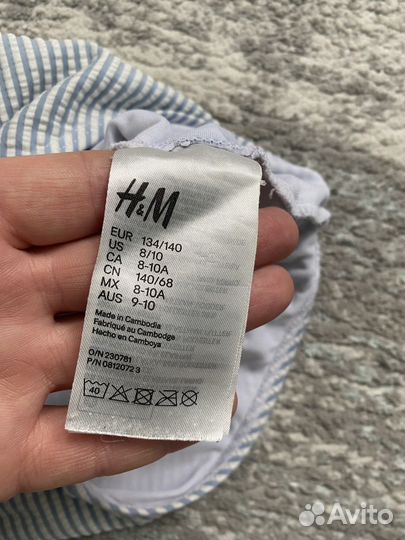 H&M
EUR 134/140
US 8/10
CA 8-10A
CN 140/68
MX 8-10A
AUS 9-10
Made in Cambodia
Fabriqué au Cambodge
Hecho en Camboya
O/N 230781
P/N 0812072 3
40
Avito